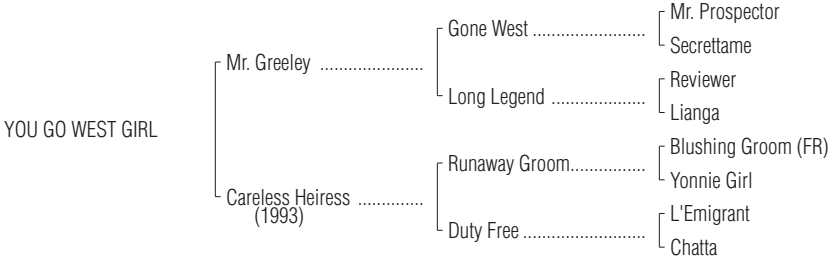 Mr. Prospector
Gone West ........................
Secrettame
Mr. Greeley ......................
Reviewer
Long Legend ....................
Lianga
YOU GO WEST GIRL
Blushing Groom (FR)
Runaway Groom................
Yonnie Girl
Careless Heiress ..............
(1993)
L'Emigrant
Duty Free ..........................
Chatta